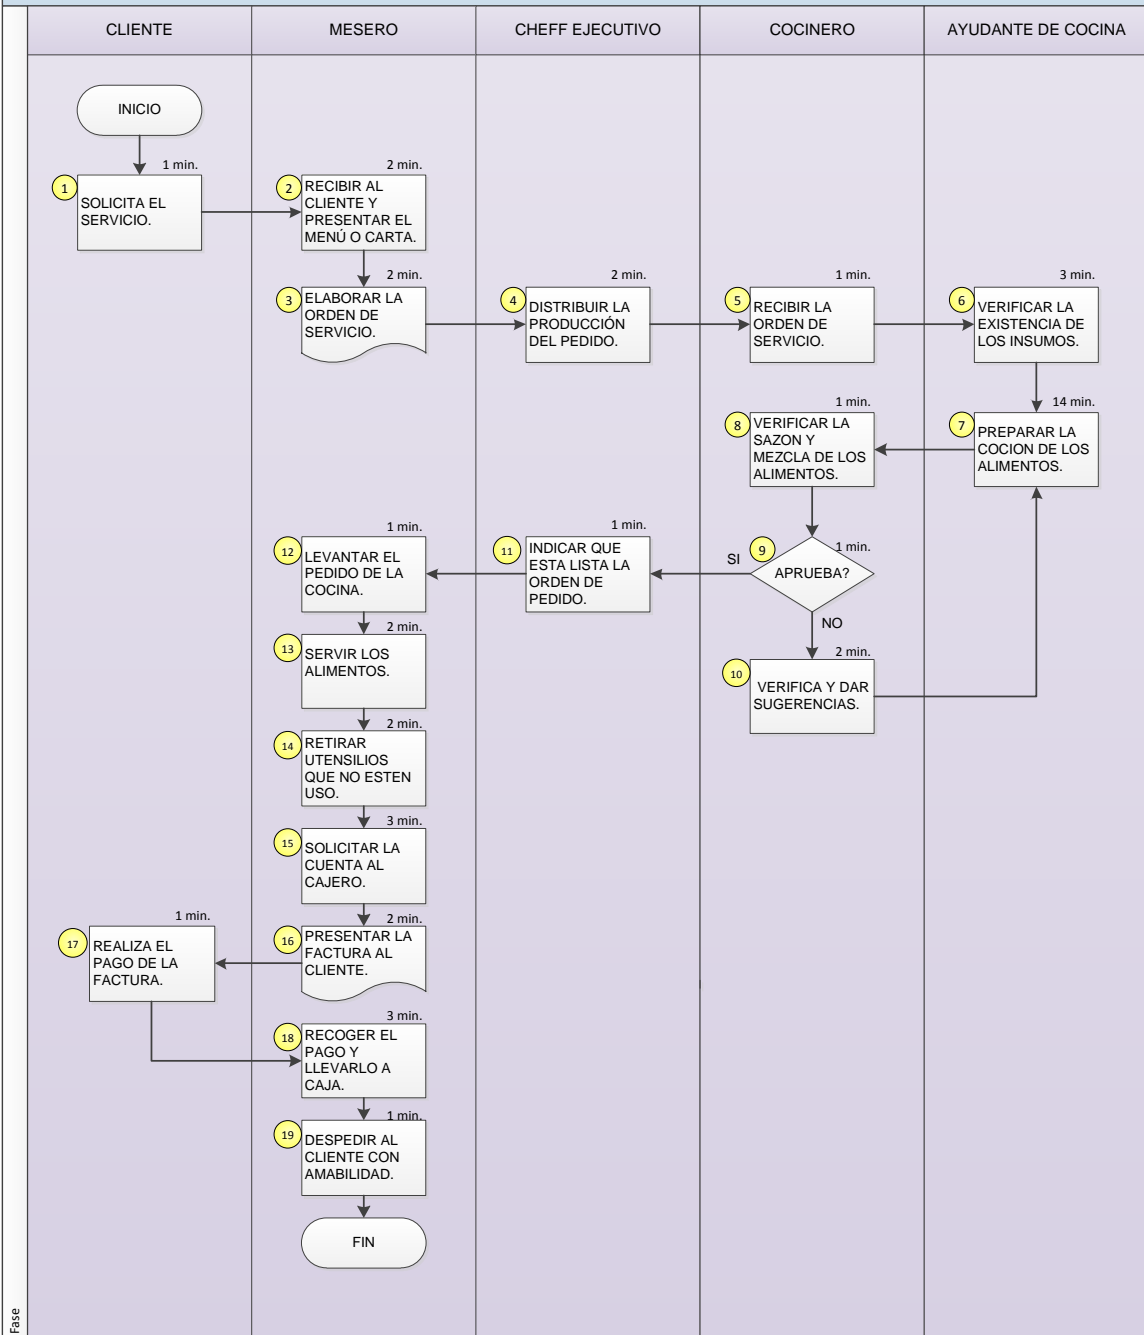 CLIENTE
MESERO
CHEFF EJECUTIVO
COCINERO
AYUDANTE DE COCINA
INICIO
1 min.
1
SOLICITA EL
SERVICIO.
2 min.
2
RECIBIR AL
CLIENTE Y
PRESENTAR EL
MENÚ O CARTA.
2 min.
3
ELABORAR LA
ORDEN DE
SERVICIO.
2 min.
4
DISTRIBUIR LA
PRODUCCIÓN
DEL PEDIDO.
1 min.
5
RECIBIR LA
ORDEN DE
SERVICIO.
3 min.
6
VERIFICAR LA
EXISTENCIA DE
LOS INSUMOS.
14 min.
7
PREPARAR LA
COCION DE LOS
ALIMENTOS.
1 min.
8
VERIFICAR LA
SAZON Y
MEZCLA DE LOS
ALIMENTOS.
9
1 min.
APRUEBA?
SI
NO
2 min.
10
VERIFICA Y DAR
SUGERENCIAS.
1 min.
11
INDICAR QUE
ESTA LISTA LA
ORDEN DE
PEDIDO.
1 min.
12
LEVANTAR EL
PEDIDO DE LA
COCINA.
2 min.
13
SERVIR LOS
ALIMENTOS.
2 min.
14
RETIRAR
UTENSILIOS
QUE NO ESTEN
USO.
3 min.
15
SOLICITAR LA
CUENTA AL
CAJERO.
2 min.
16
PRESENTAR LA
FACTURA AL
CLIENTE.
1 min.
17
REALIZA EL
PAGO DE LA
FACTURA.
3 min.
18
RECOGER EL
PAGO Y
LLEVARLO A
CAJA.
1 min.
19
DESPEDIR AL
CLIENTE CON
AMABILIDAD.
FIN
Fase